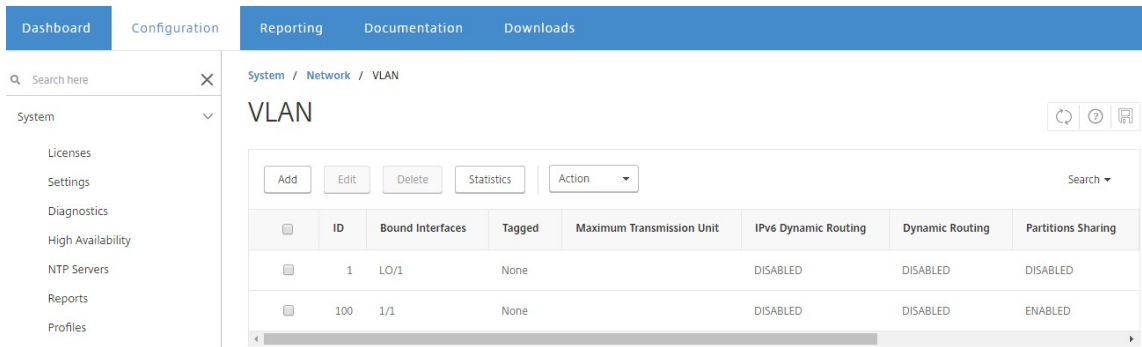 Dashboard Configuration Reporting Documentation Downloads
Search here
System / Network / VLAN
System
VLAN
Licenses
Settings
Diagnostics
High Availability
NTP Servers
Reports
Profiles
Add Edit Delete Statistics Action Search
ID Bound Interfaces Tagged Maximum Transmission Unit IPv6 Dynamic Routing Dynamic Routing Partitions Sharing
1 LO/1 None DISABLED DISABLED DISABLED
100 1/1 None DISABLED DISABLED ENABLED